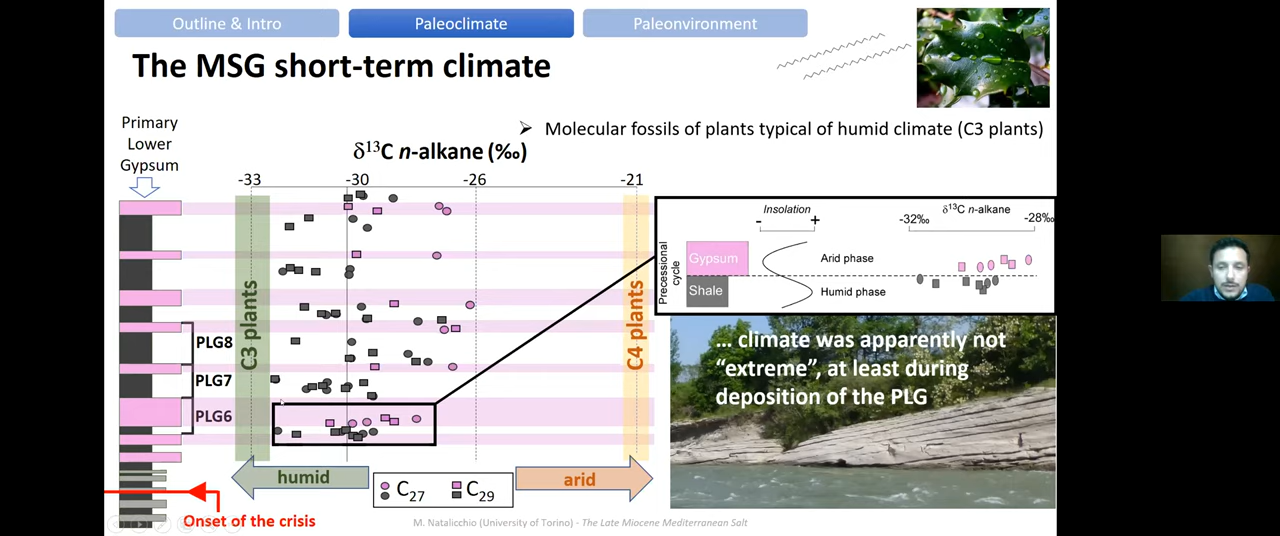 Outline & Intro
Paleoclimate
Paleonvironment
The MSG short-term climate
Primary
Lower
Gypsum
➢ Molecular fossils of plants typical of humid climate (C3 plants)
δ¹³C n-alkane (‰)
-33
-30
-26
-21
C3 plants
C4 plants
PLG8
PLG7
PLG6
humid
arid
C₂₇
C₂₉
Onset of the crisis
Insolation
- +
δ¹³C n-alkane
-32‰
-28‰
Precessional
cycle
Gypsum
Arid phase
Shale
Humid phase
... climate was apparently not
“extreme”, at least during
deposition of the PLG
M. Natalicchio (University of Torino) - The Late Miocene Mediterranean Salt